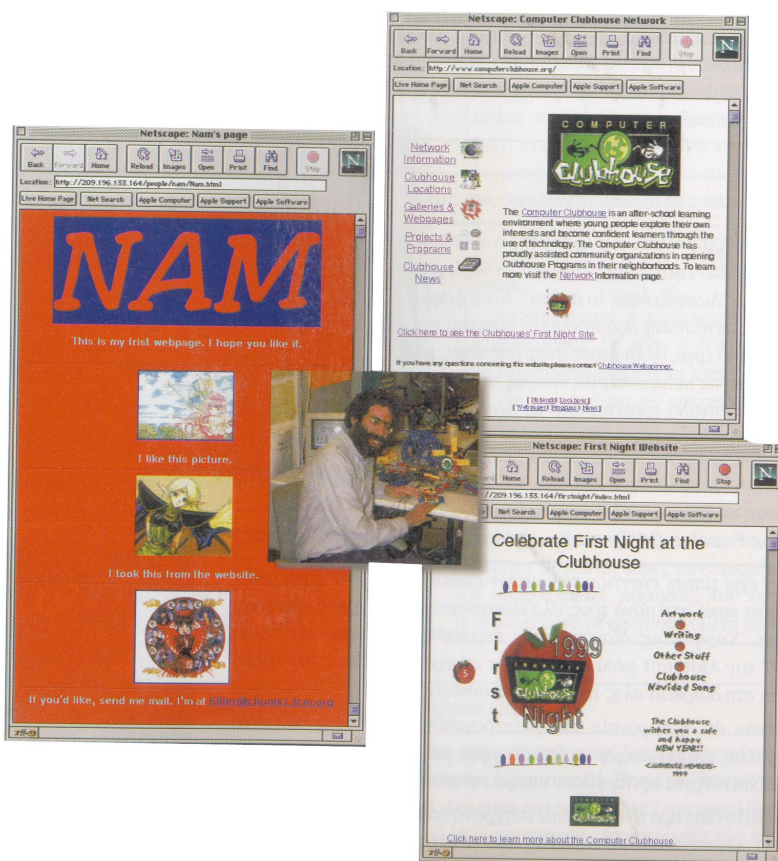 Netscape: Nam's page
Back Forward Home Reload Images Open Print Find Stop N
Location: http://209.196.133.164/people/nam/Nam.html
Live Home Page Net Search Apple Computer Apple Support Apple Software
NAM
This is my frist webpage. I hope you like it.
I like this picture.
I took this from the website.
If you'd like, send me mail. I'm at
Netscape: Computer Clubhouse Network
Back Forward Home Reload Images Open Print Find Stop N
Location: http://www.computerclubhouse.org/
Live Home Page Net Search Apple Computer Apple Support Apple Software
COMPUTER
Clubhouse
Network
Information
Clubhouse
Locations
Galleries &
Webpages
Projects &
Programs
Clubhouse
News
The Computer Clubhouse is an after-school learning
environment where young people explore their own
interests and become confident learners through the
use of technology. The Computer Clubhouse has
proudly assisted community organizations in opening
Clubhouse Programs in their neighborhoods. To learn
more visit the Network Information page.
Click here to see the Clubhouses' First Night Site.
If you have any questions concerning this website please contact Clubhouse Webspinner.
[ Network| Locations]
[ Webpages| Programs| News]
Netscape: First Night Website
Home Reload Images Open Print Find Stop N
//209.196.133.164/firstnight/index.html
Net Search Apple Computer Apple Support Apple Software
Celebrate First Night at the
Clubhouse
First
1999
COMPUTER
Clubhouse
Night
5
Artwork
Writing
Other Stuff
Clubhouse
Navidad Song
The Clubhouse
wishes you a safe
and happy
NEW YEAR!!
-CLUBHOUSE MEMBERS-
1999
Clubhouse
Click here to learn more about the Computer Clubhouse.